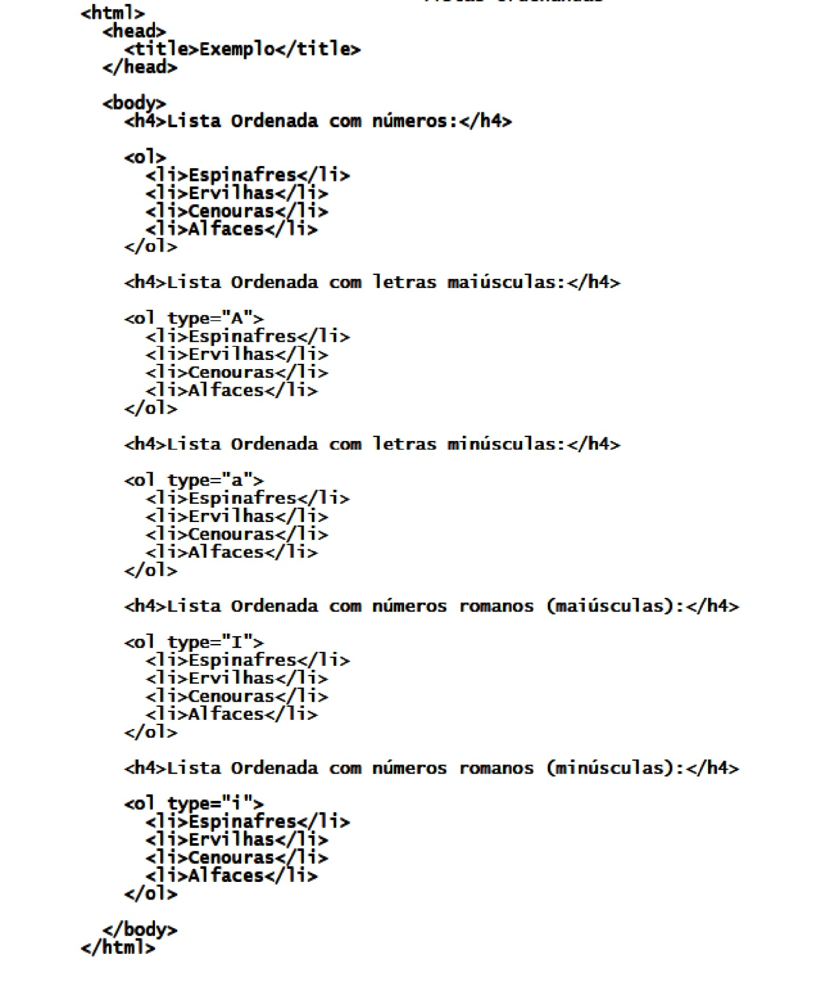 <html>
<head>
<title>Exemplo</title>
</head>
<body>
<h4>Lista Ordenada com números:</h4>
<ol>
<li>Espinafres</li>
<li>Ervilhas</li>
<li>Cenouras</li>
<li>Alfaces</li>
</ol>
<h4>Lista Ordenada com letras maiúsculas:</h4>
<ol type="A">
<li>Espinafres</li>
<li>Ervilhas</li>
<li>Cenouras</li>
<li>Alfaces</li>
</ol>
<h4>Lista Ordenada com letras minúsculas:</h4>
<ol type="a">
<li>Espinafres</li>
<li>Ervilhas</li>
<li>Cenouras</li>
<li>Alfaces</li>
</ol>
<h4>Lista Ordenada com números romanos (maiúsculas):</h4>
<ol type="I">
<li>Espinafres</li>
<li>Ervilhas</li>
<li>Cenouras</li>
<li>Alfaces</li>
</ol>
<h4>Lista Ordenada com números romanos (minúsculas):</h4>
<ol type="i">
<li>Espinafres</li>
<li>Ervilhas</li>
<li>Cenouras</li>
<li>Alfaces</li>
</ol>
</body>
</html>